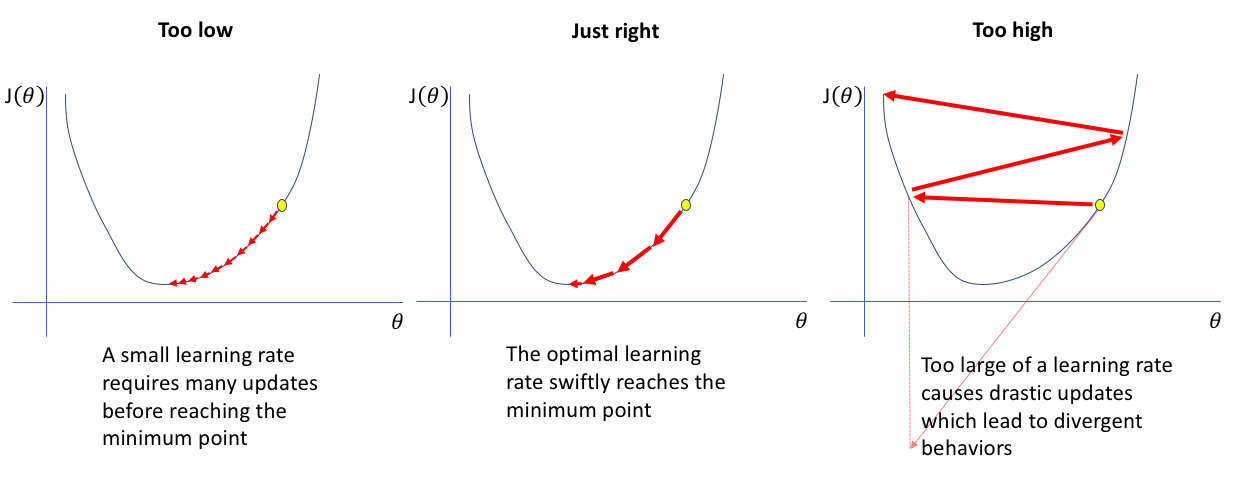 Too low
J(θ)
θ
A small learning rate
requires many updates
before reaching the
minimum point
Just right
J(θ)
θ
The optimal learning
rate swiftly reaches the
minimum point
Too high
J(θ)
θ
Too large of a learning rate
causes drastic updates
which lead to divergent
behaviors